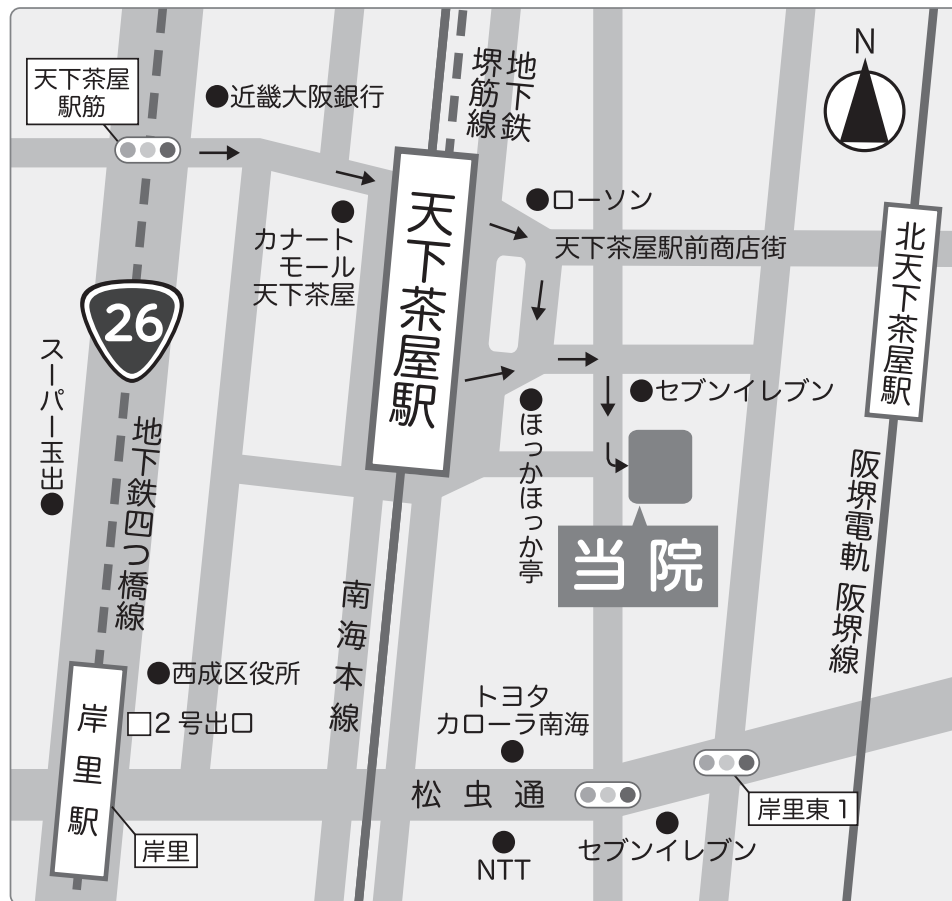 N
天下茶屋
駅筋
近畿大阪銀行
地下鉄
堺筋線
ローソン
天下茶屋駅前商店街
カナート
モール
天下茶屋
天下茶屋駅
北天下茶屋駅
26
スーパー玉出
地下鉄四つ橋線
セブンイレブン
ほっかほっか亭
当院
阪堺電軌 阪堺線
南海本線
西成区役所
2号出口
岸里駅
岸里
トヨタ
カローラ南海
松虫通
岸里東1
セブンイレブン
NTT